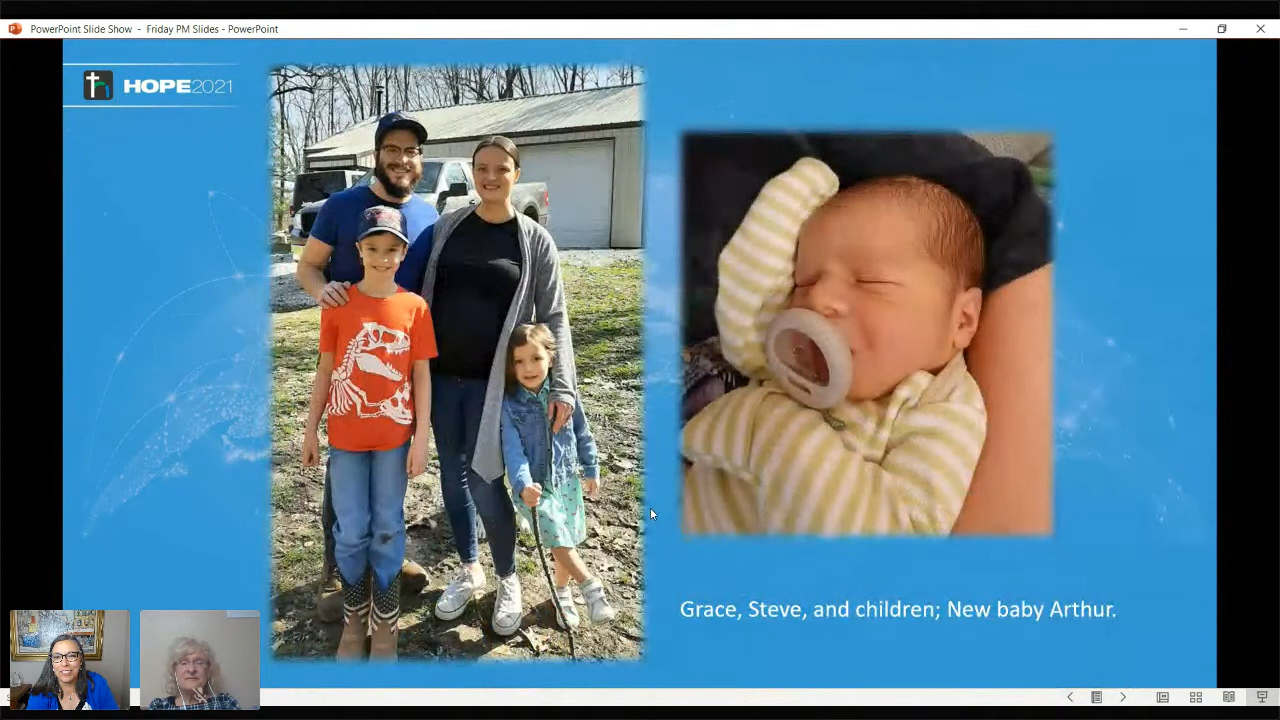 PowerPoint Slide Show - Friday PM Slides - PowerPoint
HOPE2021
Grace, Steve, and children; New baby Arthur.